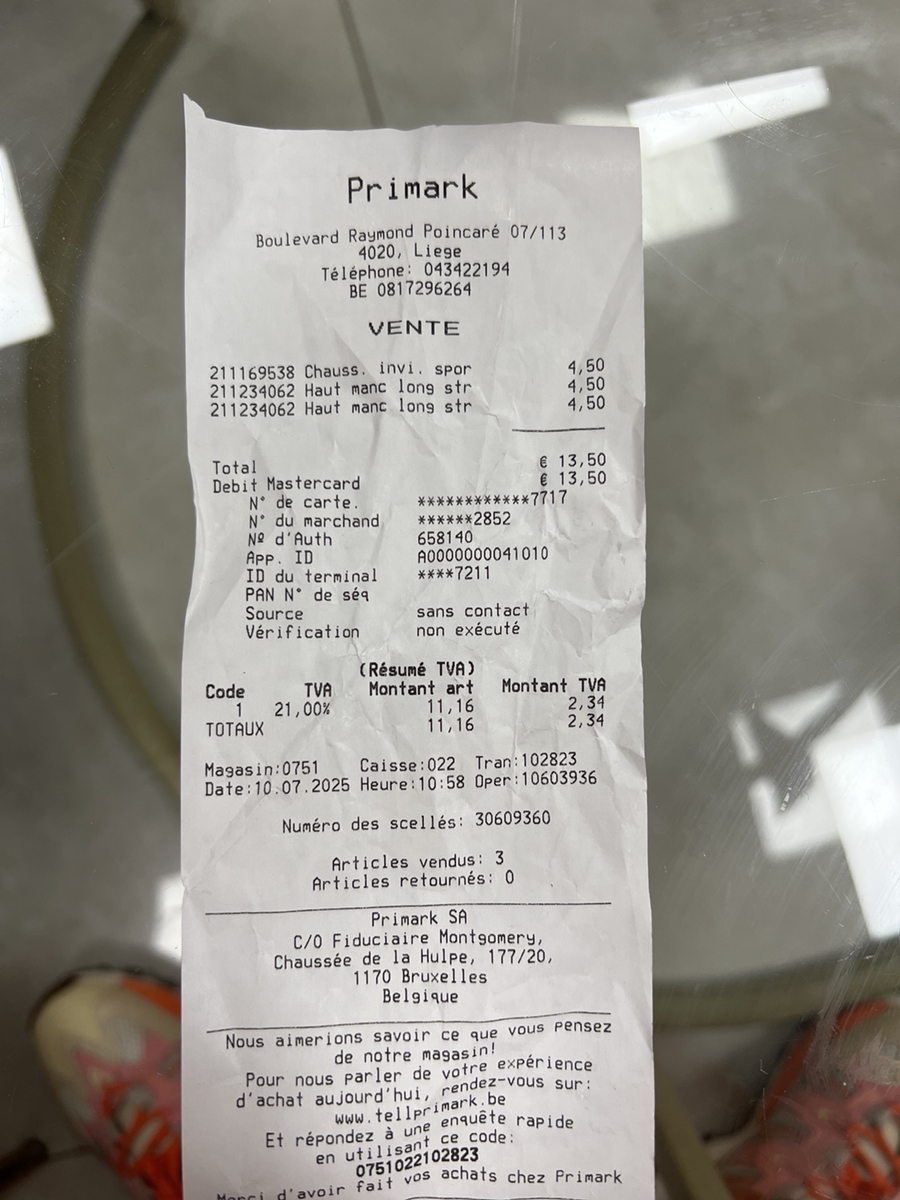 Primark
Boulevard Raymond Poincaré 07/113
4020, Liege
Téléphone: 043422194
BE 0817296264
VENTE
211169538 Chauss. invi. spor 4,50
211234062 Haut manc long str 4,50
211234062 Haut manc long str 4,50
Total € 13,50
Debit Mastercard € 13,50
N° de carte. ************7717
N° du marchand ******2852
Nº d'Auth 658140
App. ID A0000000041010
ID du terminal ****7211
PAN N° de séq
Source sans contact
Vérification non exécuté
(Résumé TVA)
Code TVA Montant art Montant TVA
1 21,00% 11,16 2,34
TOTAUX 11,16 2,34
Magasin:0751 Caisse:022 Tran:102823
Date:10.07.2025 Heure:10:58 Oper:10603936
Numéro des scellés: 30609360
Articles vendus: 3
Articles retournés: 0
Primark SA
C/O Fiduciaire Montgomery,
Chaussée de la Hulpe, 177/20,
1170 Bruxelles
Belgique
Nous aimerions savoir ce que vous pensez
de notre magasin!
Pour nous parler de votre expérience
d'achat aujourd'hui, rendez-vous sur:
www.tellprimark.be
Et répondez à une enquête rapide
en utilisant ce code:
0751022102823
Merci d'avoir fait vos achats chez Primark